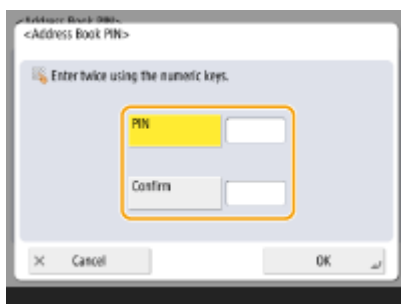 <Address Book PIN>
<Address Book PIN>
Enter twice using the numeric keys.
PIN
Confirm
Cancel
OK